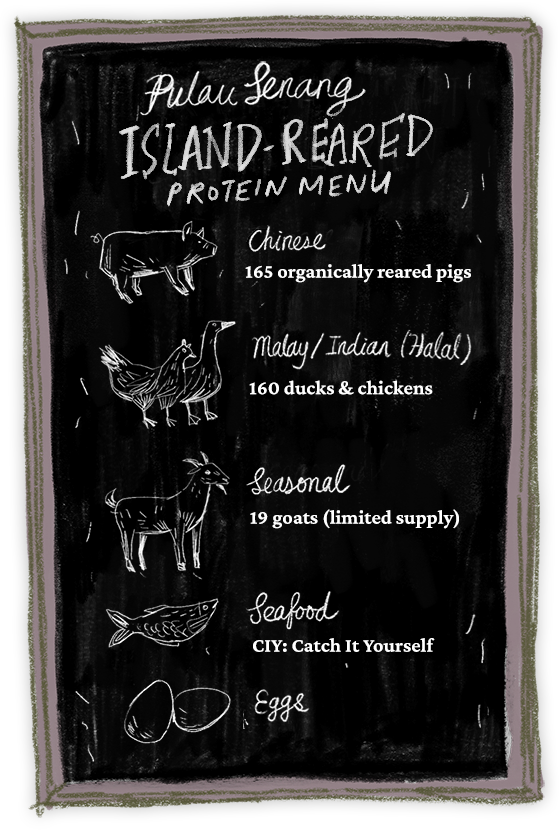 Pulau Senang
ISLAND-REARED
PROTEIN MENU
Chinese
165 organically reared pigs
Malay/Indian (Halal)
160 ducks & chickens
Seasonal
19 goats (limited supply)
Seafood
CIY: Catch It Yourself
Eggs